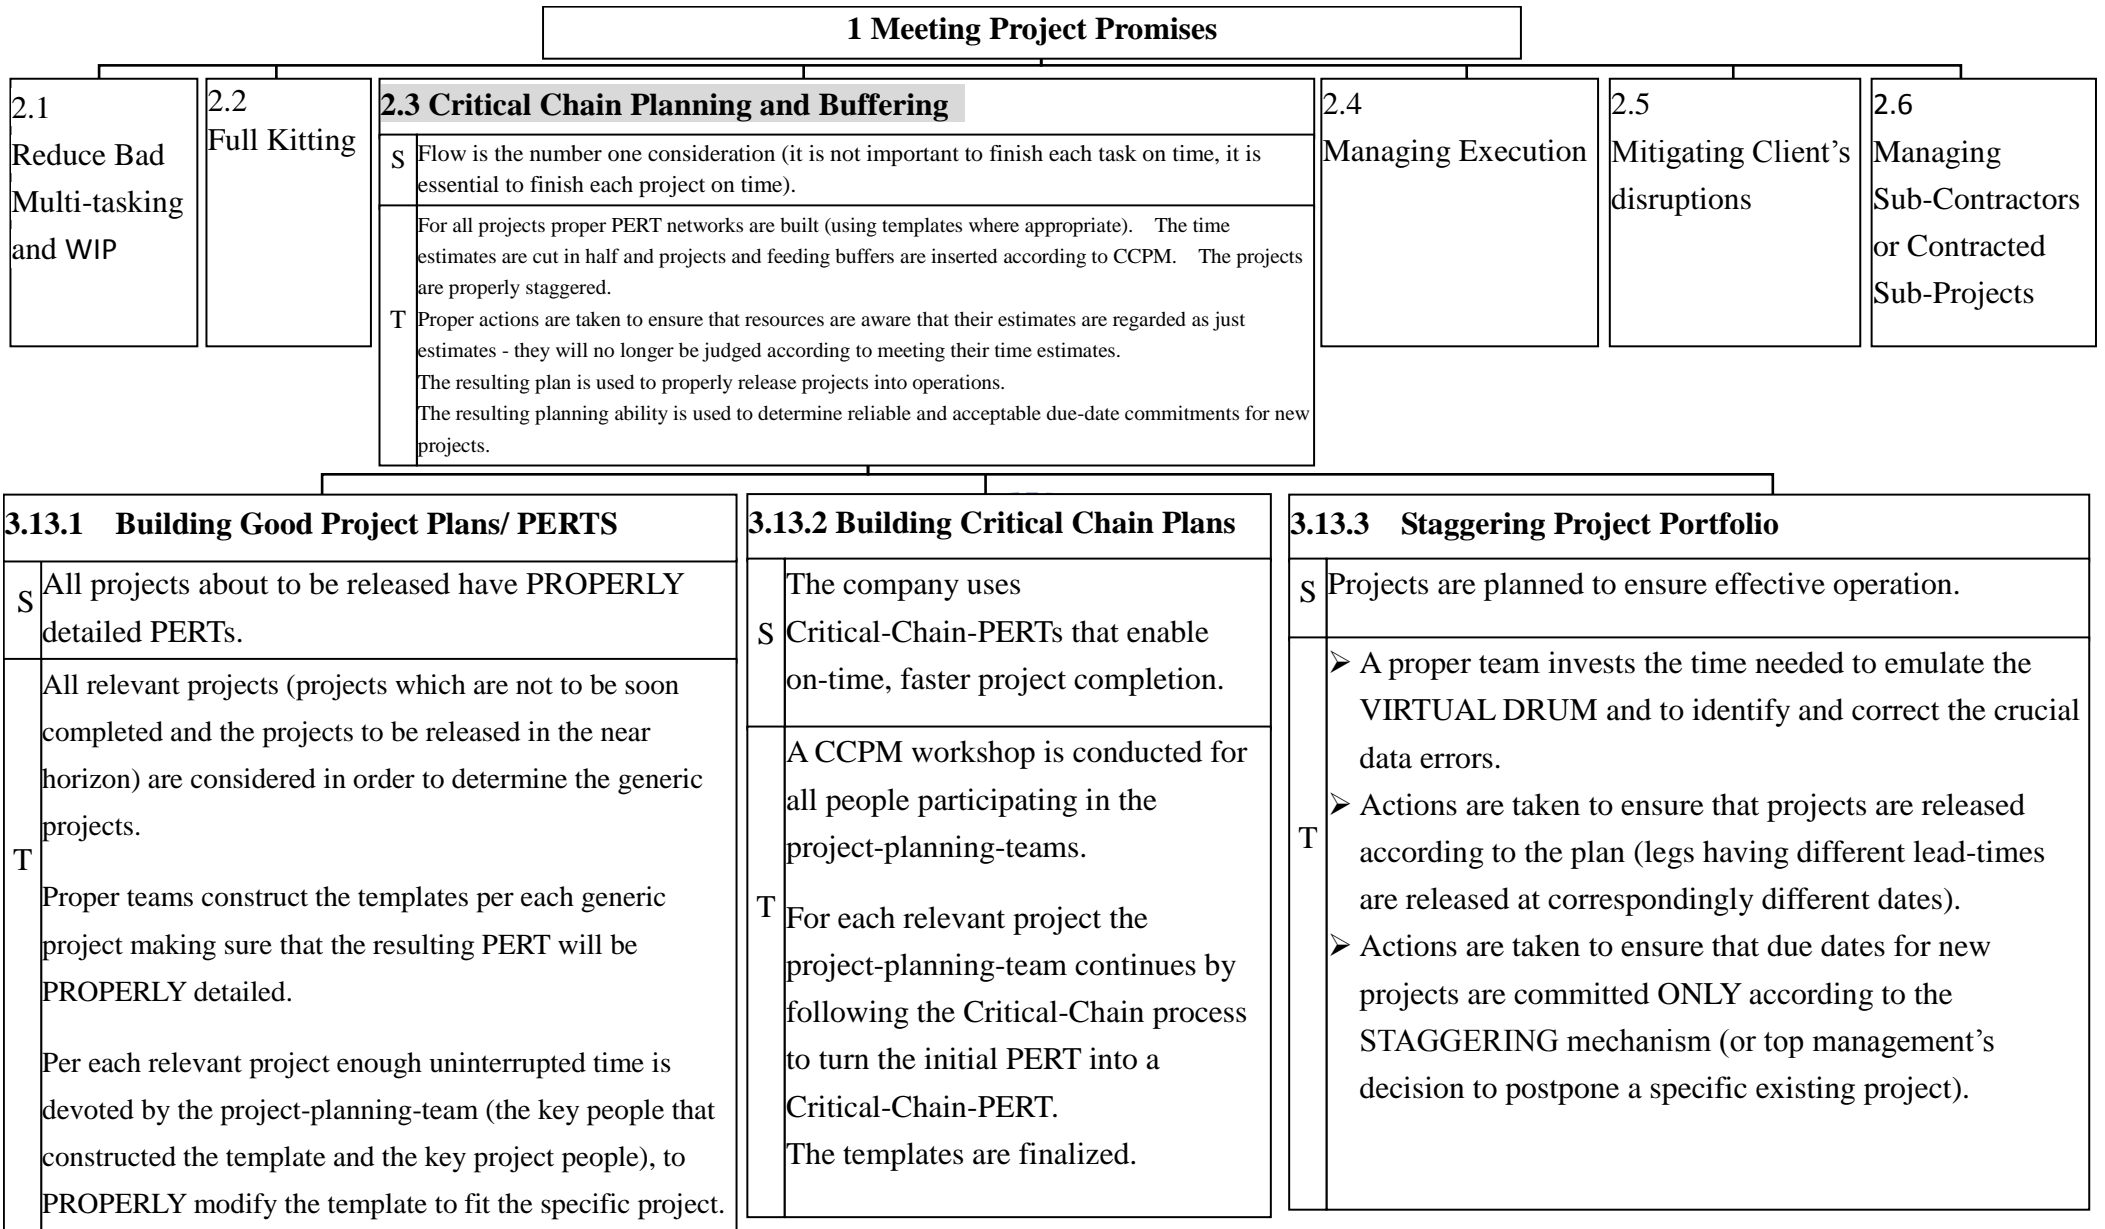 1 Meeting Project Promises
2.1
Reduce Bad
Multi-tasking
and WIP
2.2
Full Kitting
2.3 Critical Chain Planning and Buffering
S
Flow is the number one consideration (it is not important to finish each task on time, it is
essential to finish each project on time).
T
For all projects proper PERT networks are built (using templates where appropriate). The time
estimates are cut in half and projects and feeding buffers are inserted according to CCPM. The projects
are properly staggered.
Proper actions are taken to ensure that resources are aware that their estimates are regarded as just
estimates - they will no longer be judged according to meeting their time estimates.
The resulting plan is used to properly release projects into operations.
The resulting planning ability is used to determine reliable and acceptable due-date commitments for new
projects.
2.4
Managing Execution
2.5
Mitigating Client’s
disruptions
2.6
Managing
Sub-Contractors
or Contracted
Sub-Projects
3.13.1 Building Good Project Plans/ PERTS
S
All projects about to be released have PROPERLY
detailed PERTs.
T
All relevant projects (projects which are not to be soon
completed and the projects to be released in the near
horizon) are considered in order to determine the generic
projects.
Proper teams construct the templates per each generic
project making sure that the resulting PERT will be
PROPERLY detailed.
Per each relevant project enough uninterrupted time is
devoted by the project-planning-team (the key people that
constructed the template and the key project people), to
PROPERLY modify the template to fit the specific project.
3.13.2 Building Critical Chain Plans
S
The company uses
Critical-Chain-PERTs that enable
on-time, faster project completion.
T
A CCPM workshop is conducted for
all people participating in the
project-planning-teams.
For each relevant project the
project-planning-team continues by
following the Critical-Chain process
to turn the initial PERT into a
Critical-Chain-PERT.
The templates are finalized.
3.13.3 Staggering Project Portfolio
S
Projects are planned to ensure effective operation.
T
➢ A proper team invests the time needed to emulate the
VIRTUAL DRUM and to identify and correct the crucial
data errors.
➢ Actions are taken to ensure that projects are released
according to the plan (legs having different lead-times
are released at correspondingly different dates).
➢ Actions are taken to ensure that due dates for new
projects are committed ONLY according to the
STAGGERING mechanism (or top management’s
decision to postpone a specific existing project).